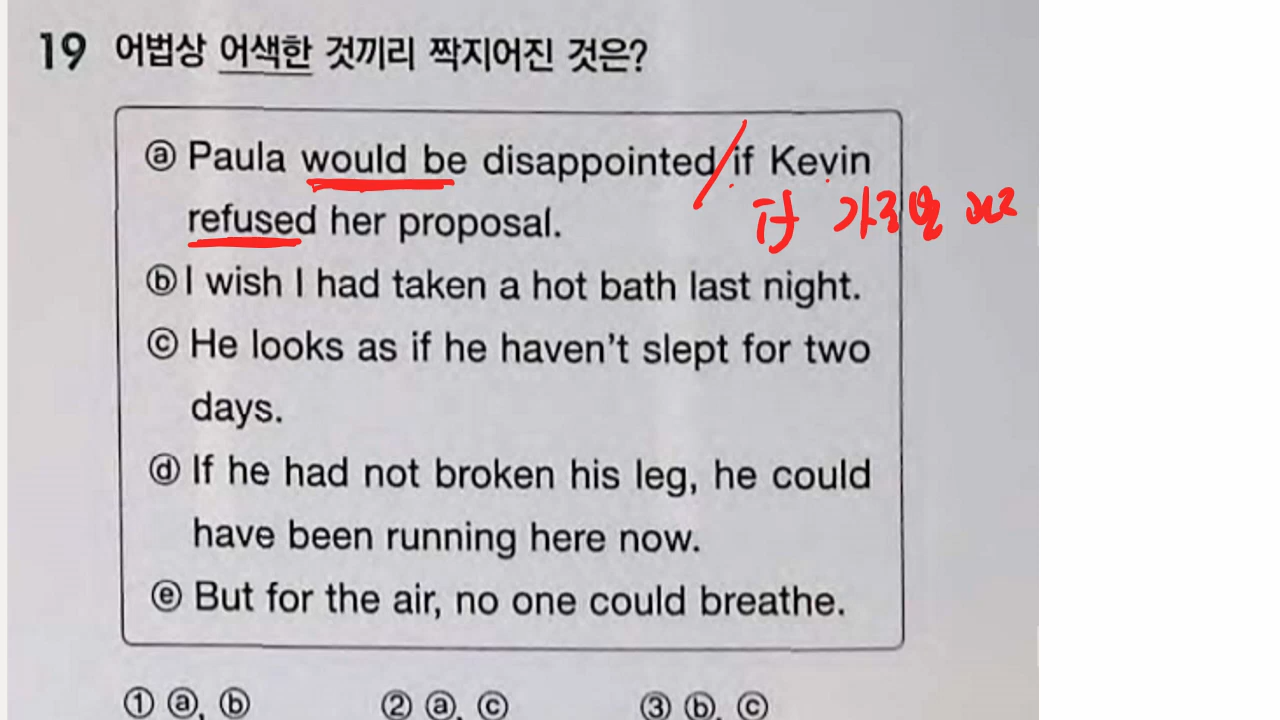 19 어법상 어색한 것끼리 짝지어진 것은?
ⓐ Paula would be disappointed if Kevin
refused her proposal.
ⓑ I wish I had taken a hot bath last night.
ⓒ He looks as if he haven't slept for two
days.
ⓓ If he had not broken his leg, he could
have been running here now.
ⓔ But for the air, no one could breathe.
① ⓐ, ⓑ ② ⓐ, ⓒ ③ ⓑ, ⓒ